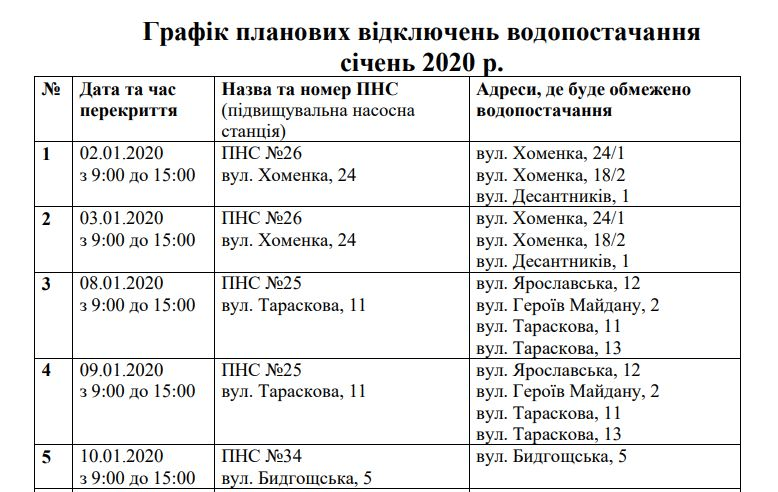 Графік планових відключень водопостачання
січень 2020 р.
№ Дата та час Назва та номер ПНС Адреси, де буде обмежено
перекриття (підвищувальна насосна водопостачання
станція)
1 02.01.2020 ПНС №26 вул. Хоменка, 24/1
з 9:00 до 15:00 вул. Хоменка, 24 вул. Хоменка, 18/2
вул. Десантників, 1
2 03.01.2020 ПНС №26 вул. Хоменка, 24/1
з 9:00 до 15:00 вул. Хоменка, 24 вул. Хоменка, 18/2
вул. Десантників, 1
3 08.01.2020 ПНС №25 вул. Ярославська, 12
з 9:00 до 15:00 вул. Тараскова, 11 вул. Героїв Майдану, 2
вул. Тараскова, 11
вул. Тараскова, 13
4 09.01.2020 ПНС №25 вул. Ярославська, 12
з 9:00 до 15:00 вул. Тараскова, 11 вул. Героїв Майдану, 2
вул. Тараскова, 11
вул. Тараскова, 13
5 10.01.2020 ПНС №34 вул. Бидгощська, 5
з 9:00 до 15:00 вул. Бидгощська, 5